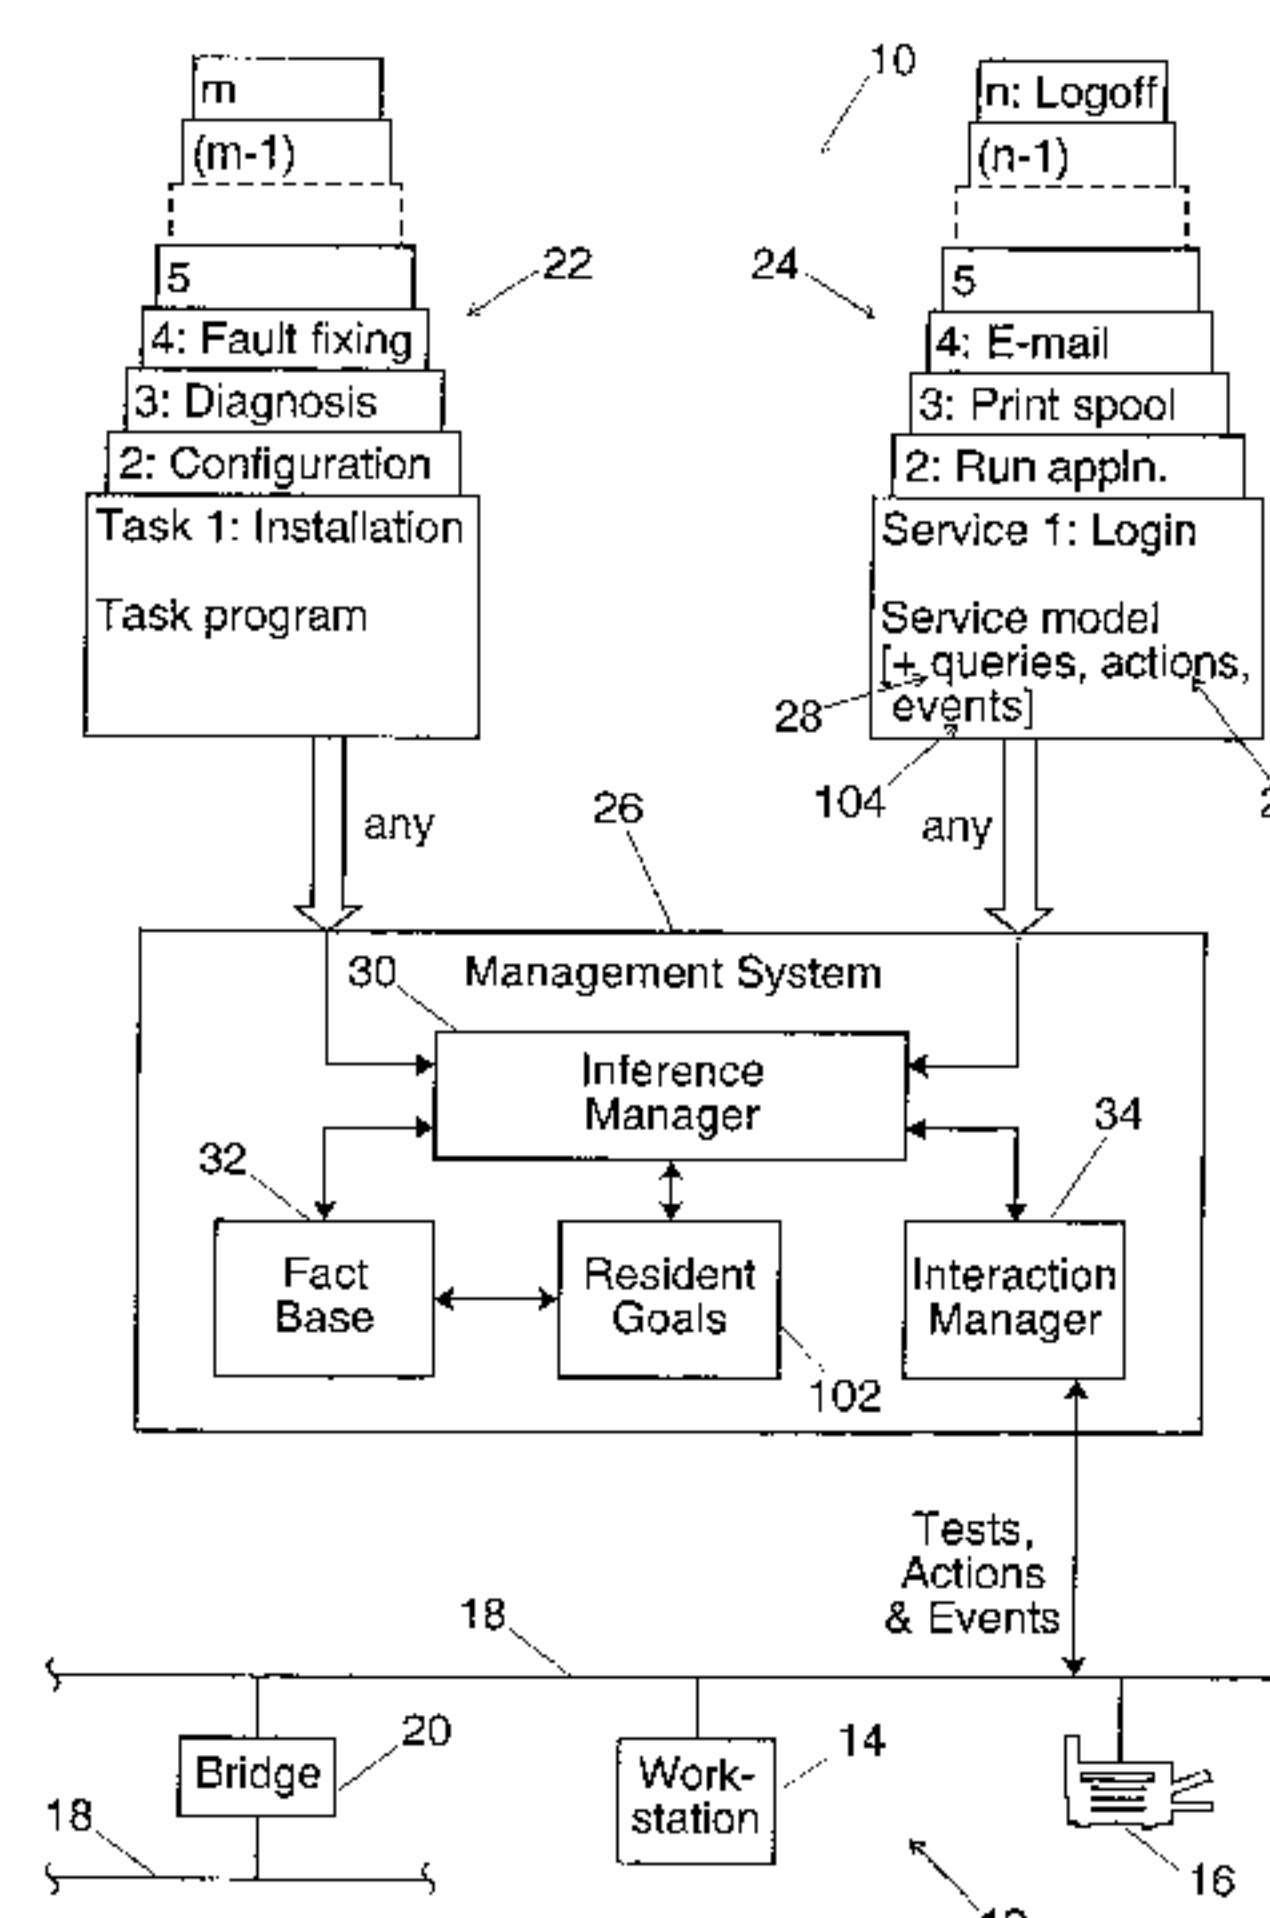 m
(m-1)
5
4: Fault fixing
3: Diagnosis
2: Configuration
Task 1: Installation
Task program
22
any
10
n: Logoff
(n-1)
5
4: E-mail
3: Print spool
2: Run appln.
Service 1: Login
Service model
[+ queries, actions,
events]
24
28
104
any
26
Management System
30
Inference
Manager
32
34
Fact
Base
Resident
Goals
Interaction
Manager
102
Tests,
Actions
& Events
18
Bridge
20
Work-
station
14
18
16